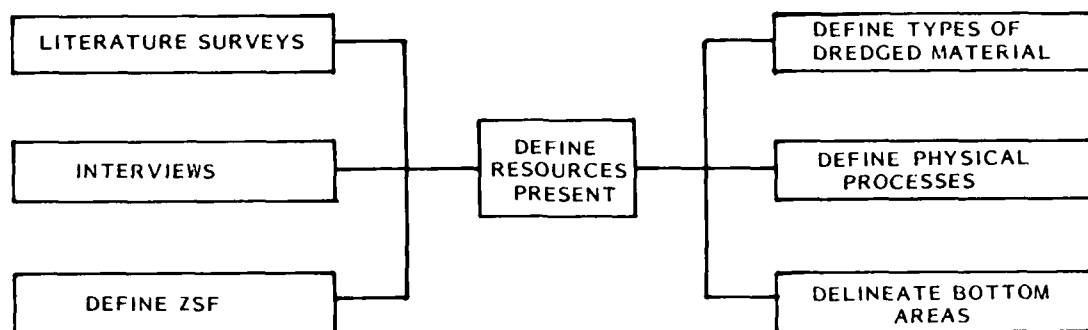 LITERATURE SURVEYS
INTERVIEWS
DEFINE ZSF
DEFINE
RESOURCES
PRESENT
DEFINE TYPES OF
DREDGED MATERIAL
DEFINE PHYSICAL
PROCESSES
DELINEATE BOTTOM
AREAS